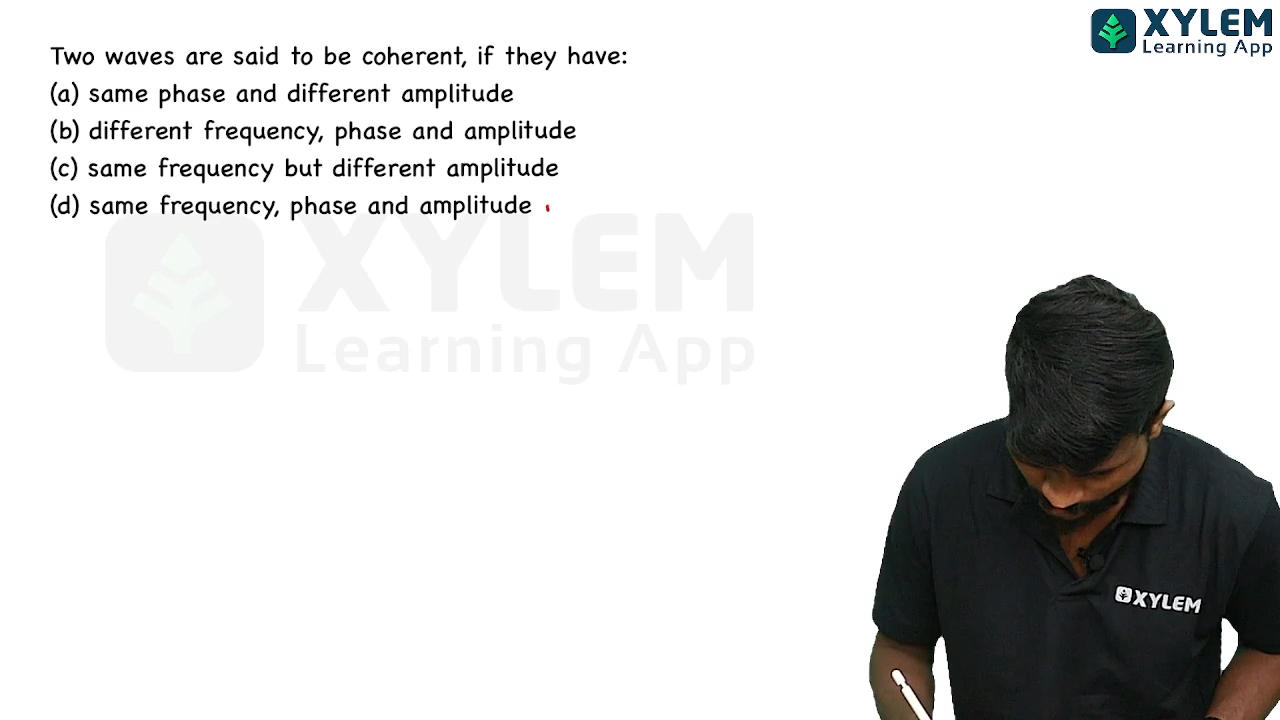 XYLEM
Learning App
Two waves are said to be coherent, if they have:
(a) same phase and different amplitude
(b) different frequency, phase and amplitude
(c) same frequency but different amplitude
(d) same frequency, phase and amplitude
XYLEM
Learning App
XYLEM